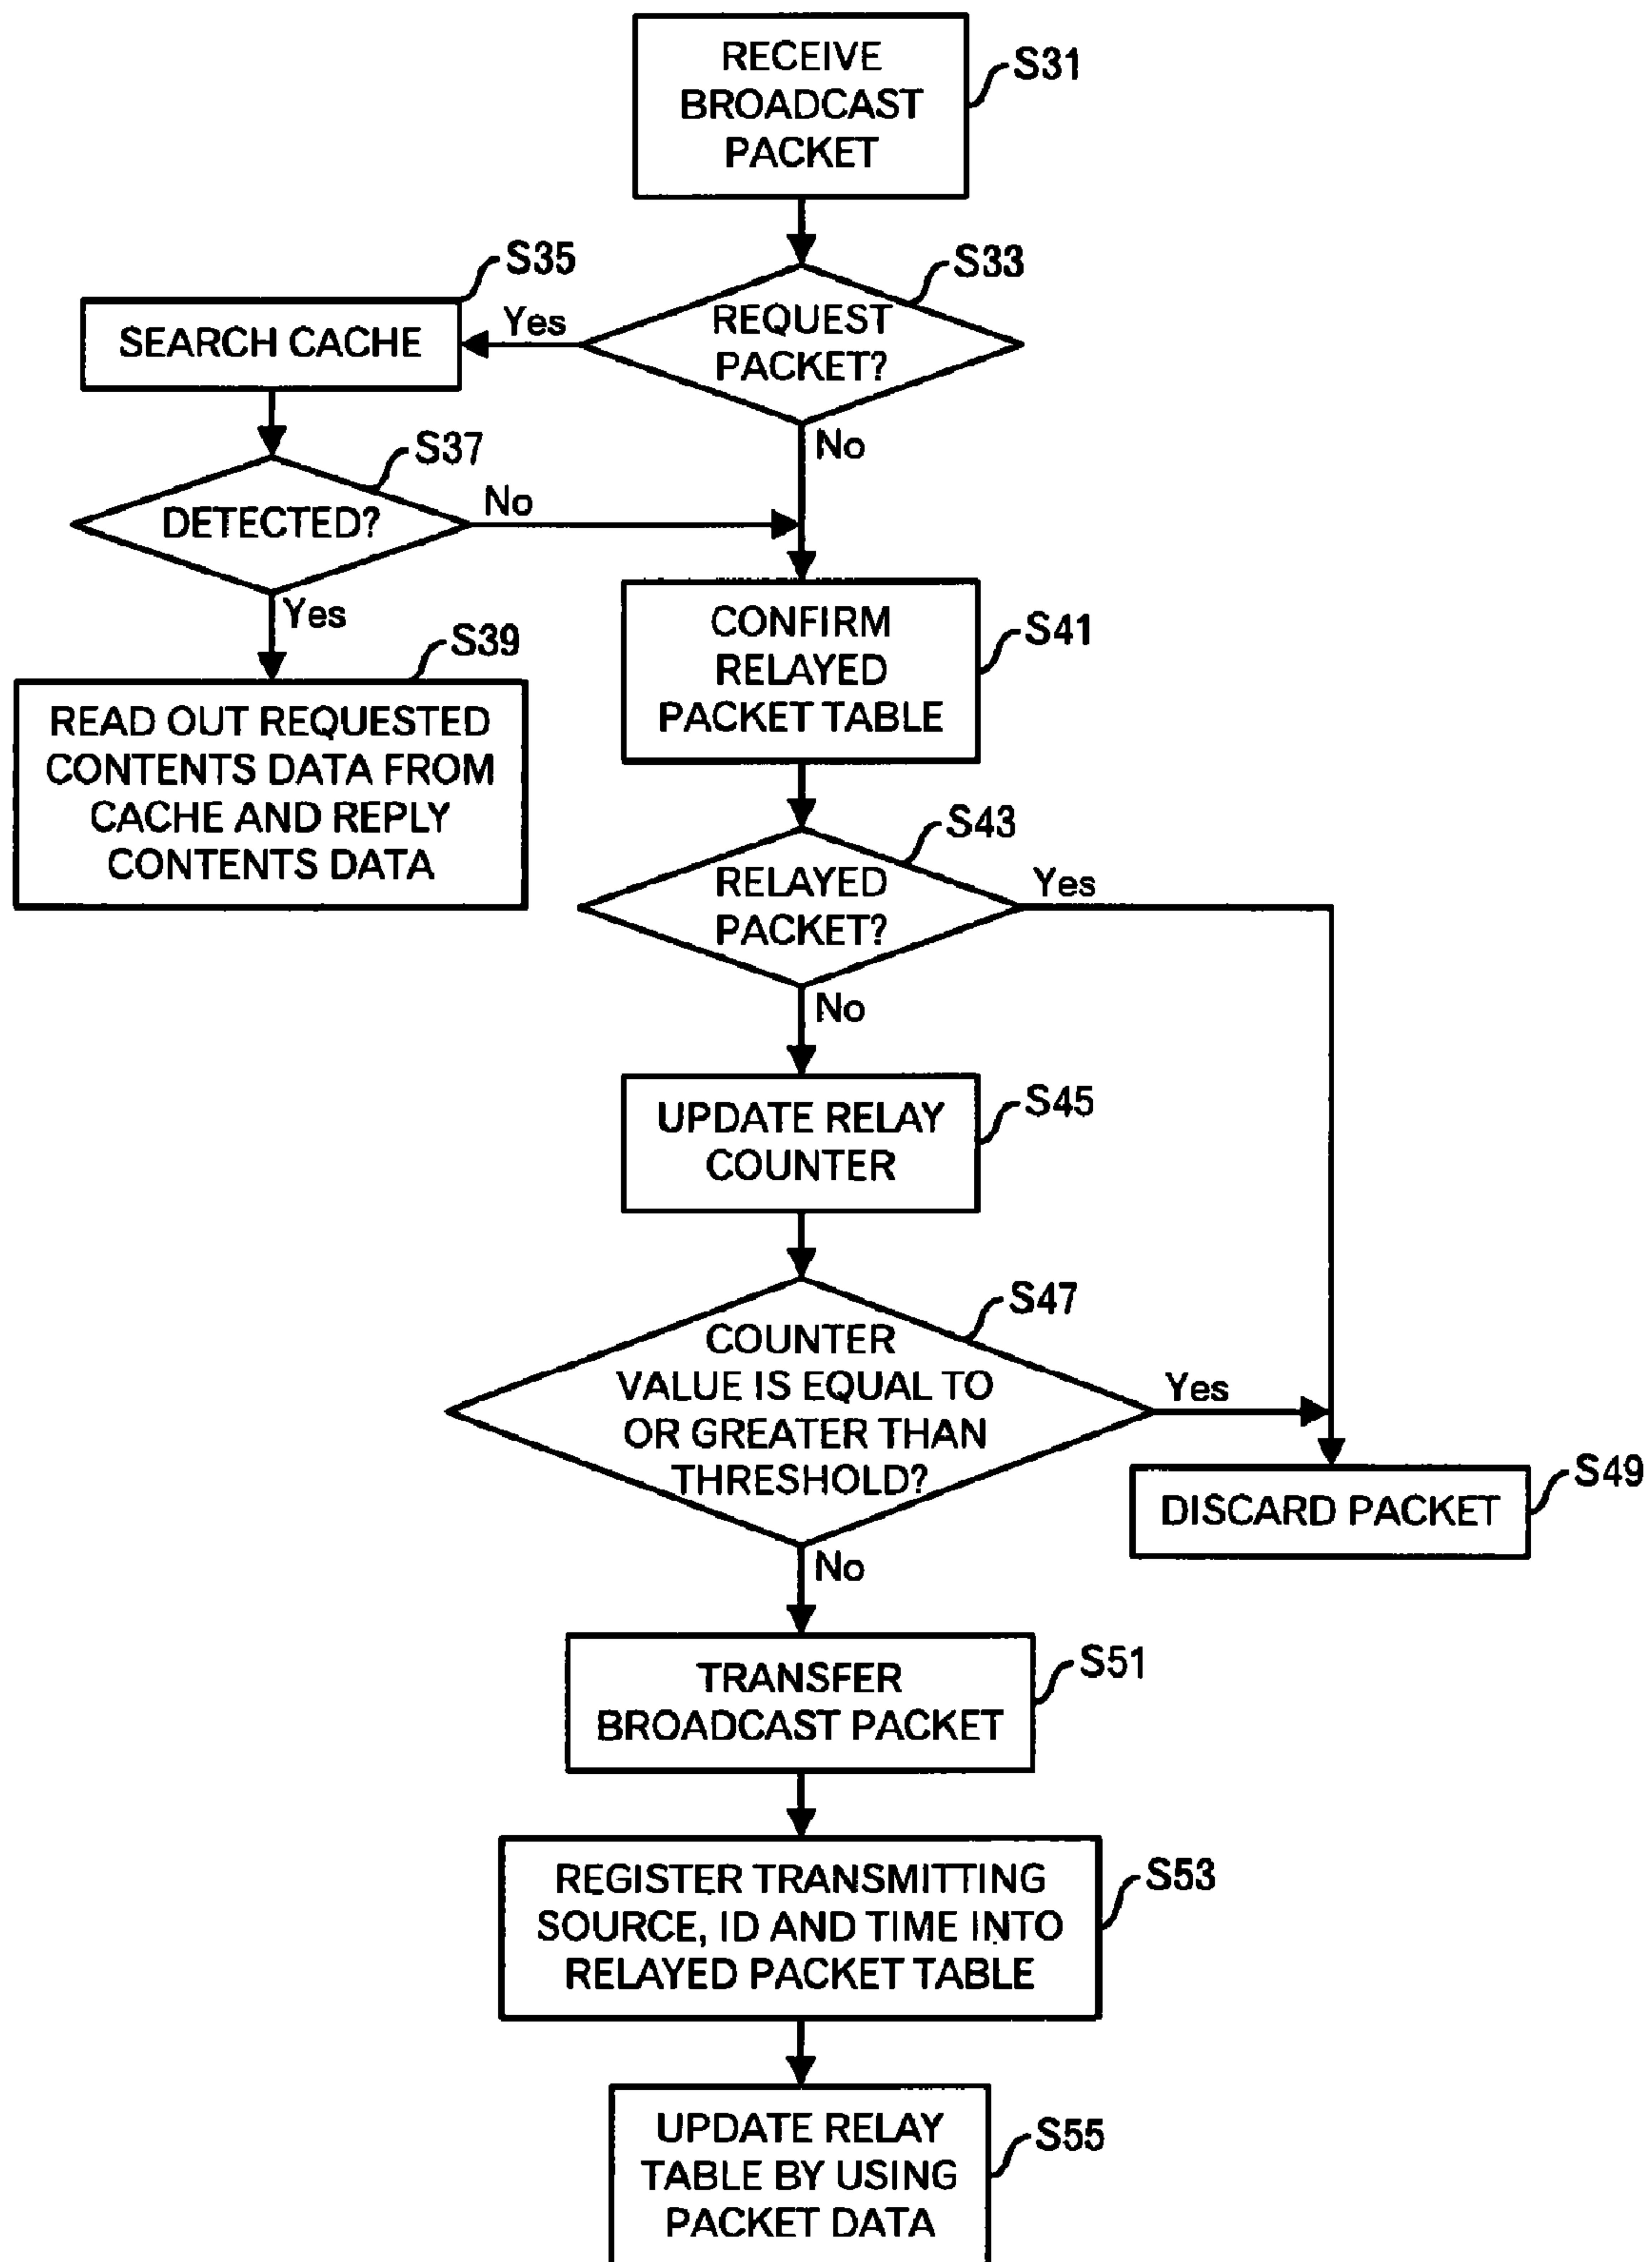 RECEIVE
BROADCAST
PACKET
S31
S33
REQUEST
PACKET?
Yes
No
S35
SEARCH CACHE
S37
DETECTED?
No
Yes
S39
READ OUT REQUESTED
CONTENTS DATA FROM
CACHE AND REPLY
CONTENTS DATA
CONFIRM
RELAYED
PACKET TABLE
S41
S43
RELAYED
PACKET?
Yes
No
UPDATE RELAY
COUNTER
S45
S47
COUNTER
VALUE IS EQUAL TO
OR GREATER THAN
THRESHOLD?
Yes
No
S49
DISCARD PACKET
TRANSFER
BROADCAST PACKET
S51
REGISTER TRANSMITTING
SOURCE, ID AND TIME INTO
RELAYED PACKET TABLE
S53
UPDATE RELAY
TABLE BY USING
PACKET DATA
S55